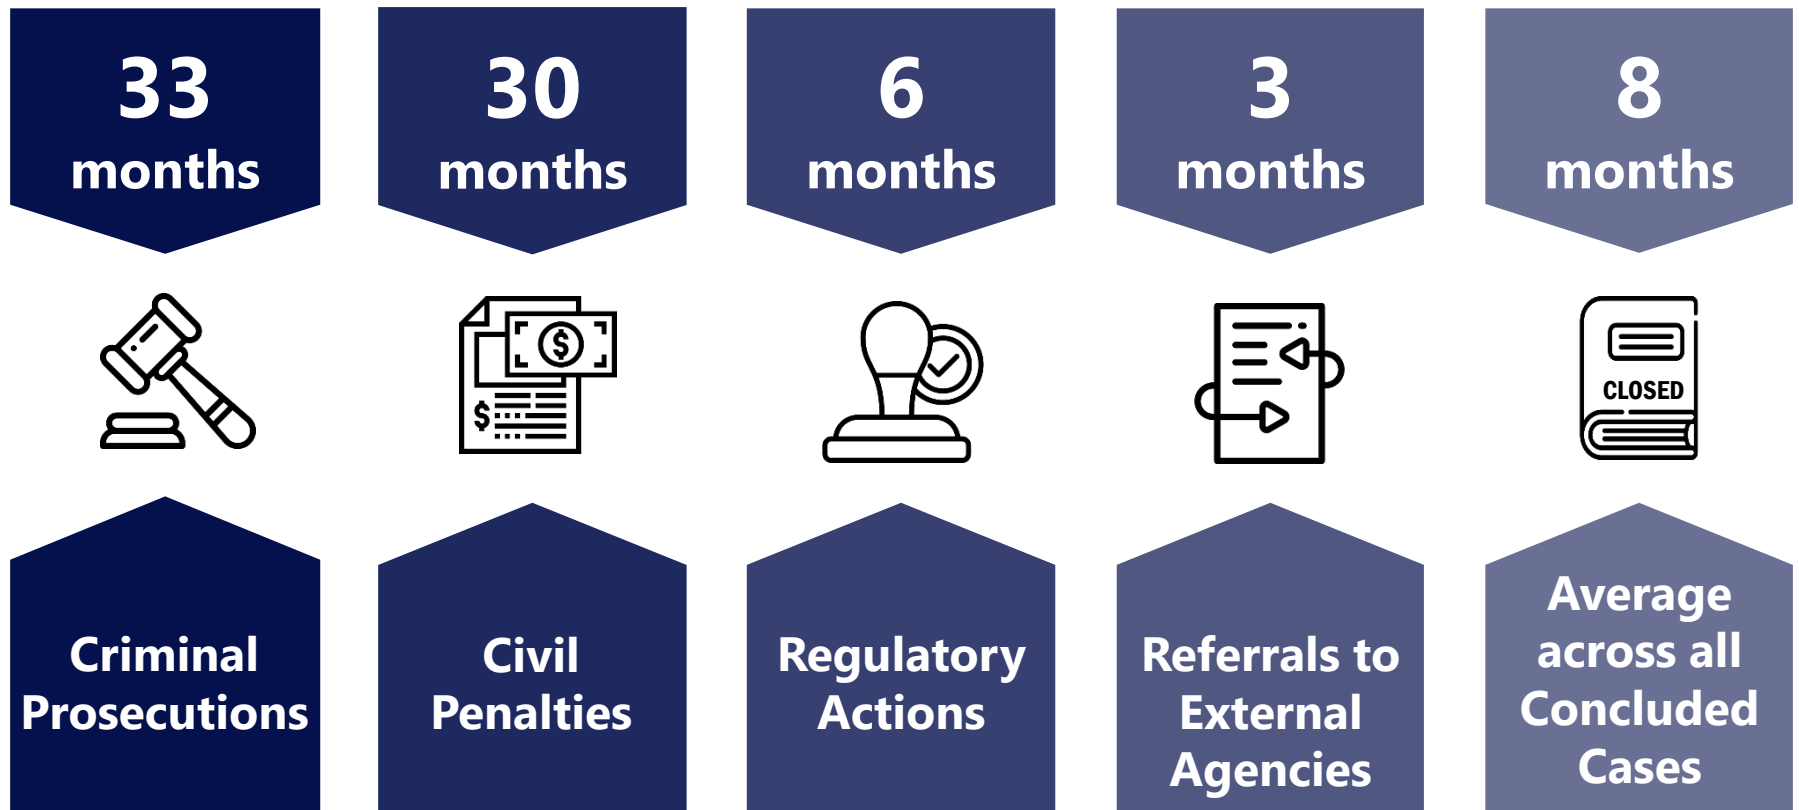 33
months
30
months
6
months
3
months
8
months
$
$
CLOSED
Criminal
Prosecutions
Civil
Penalties
Regulatory
Actions
Referrals to
External
Agencies
Average
across all
Concluded
Cases